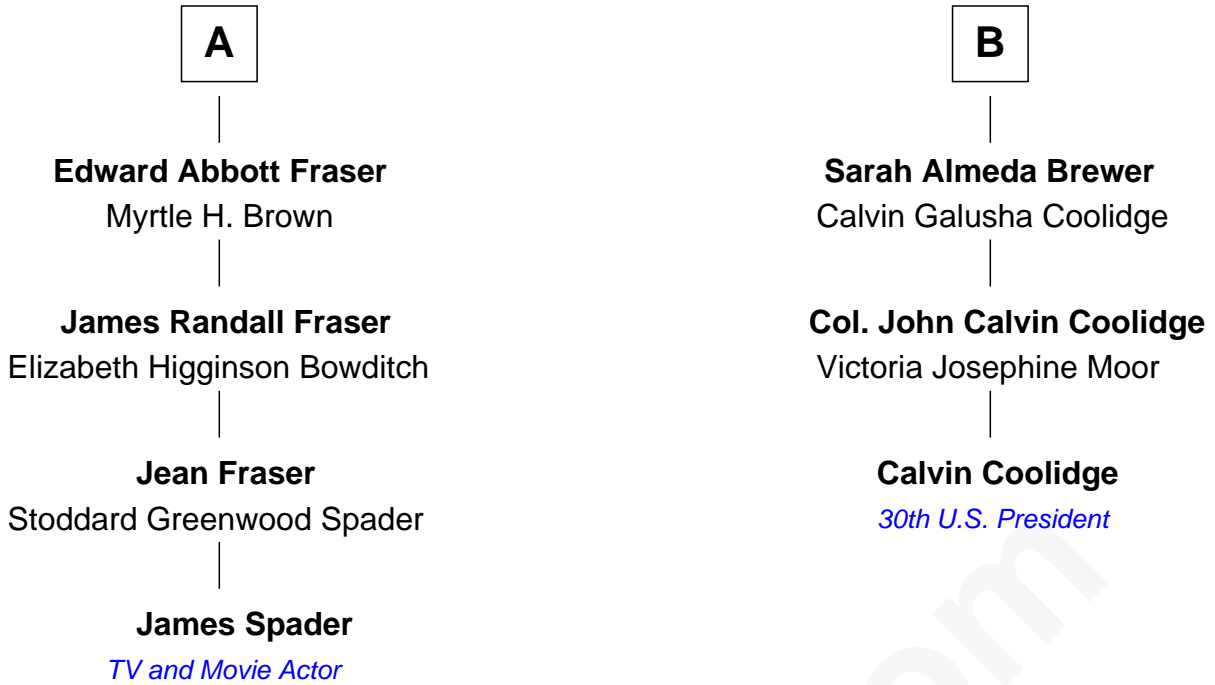 A
Edward Abbott Fraser
Myrtle H. Brown
James Randall Fraser
Elizabeth Higginson Bowditch
Jean Fraser
Stoddard Greenwood Spader
James Spader
TV and Movie Actor
B
Sarah Almeda Brewer
Calvin Galusha Coolidge
Col. John Calvin Coolidge
Victoria Josephine Moor
Calvin Coolidge
30th U.S. President
om